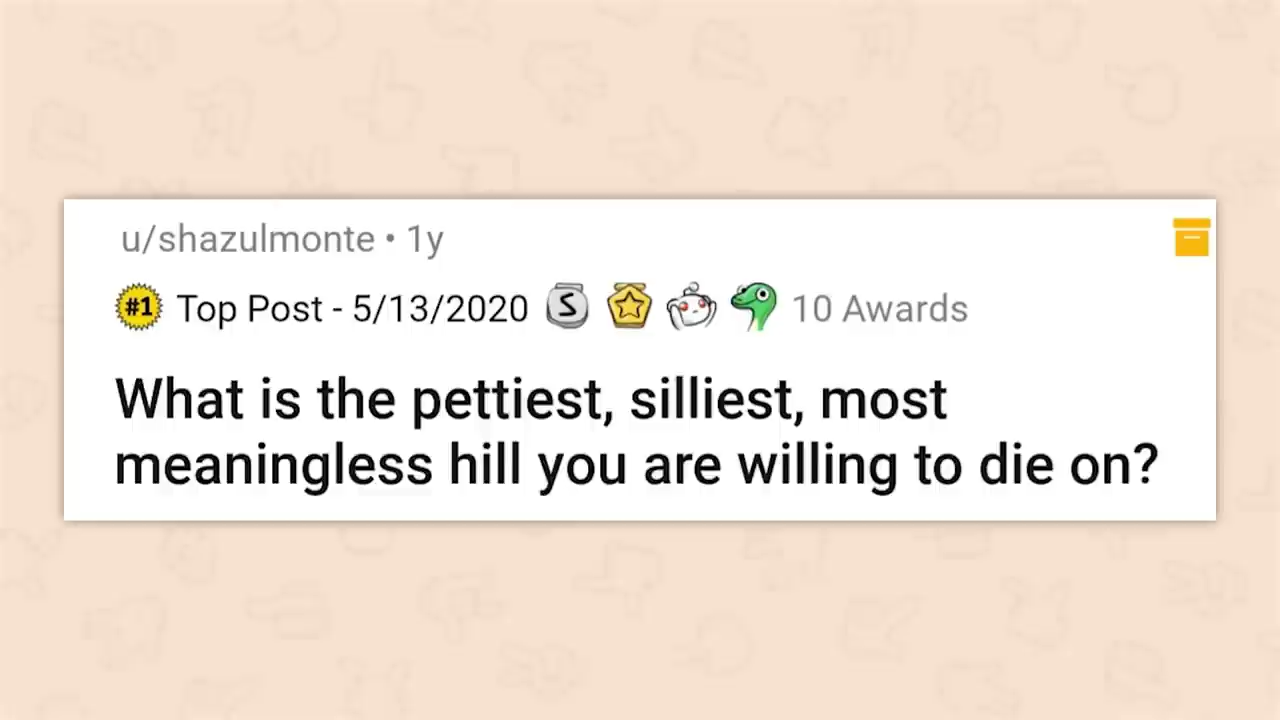 u/shazulmonte • 1y
#1 Top Post - 5/13/2020 S 10 Awards
What is the pettiest, silliest, most
meaningless hill you are willing to die on?